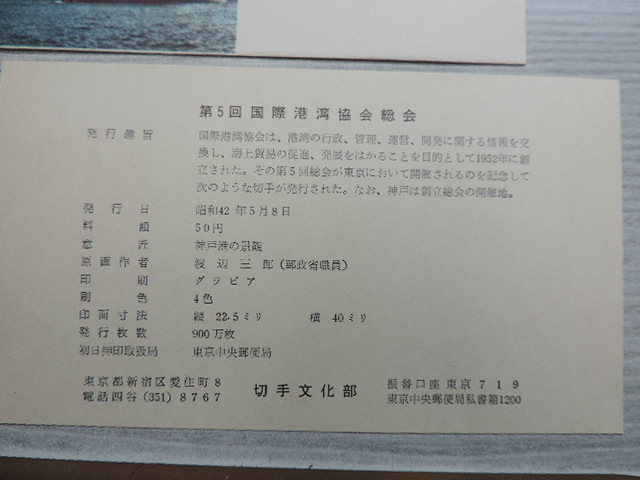 第5回国際港湾協会総会
発行趣旨 国際港湾協会は、港湾の行政、管理、運営、開発に関する情報を交
換し、海上貿易の促進、発展をはかることを目的として1952年に創
立された。その第5回総会が東京において開催されるのを記念して
次のような切手が発行された。なお、神戸は創立総会の開催地。
発行日 昭和42年5月8日
料額 50円
意匠 神戸港の景観
原画作者 渡辺三郎(郵政省職員)
印刷 グラビア
刷色 4色
印面寸法 縦 22.5ミリ 横 40ミリ
発行枚数 900万枚
初日押印取扱局 東京中央郵便局
東京都新宿区愛住町8
電話四谷(351)8767
切手文化部
振替口座東京719
東京中央郵便局私書箱1200